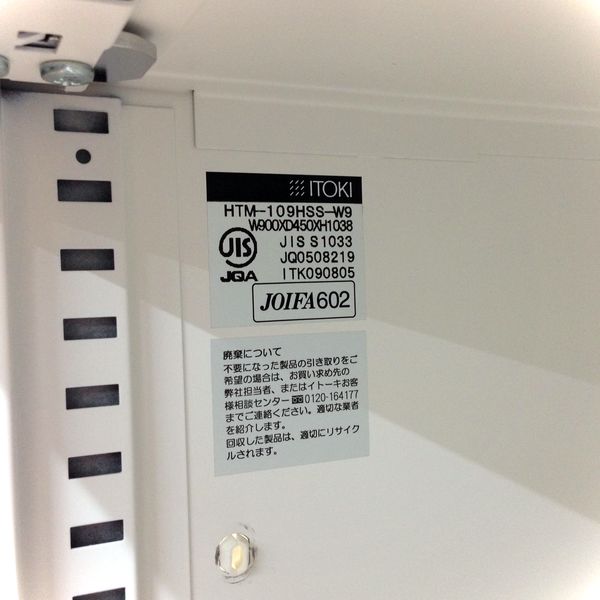 ITOKI
HTM-109HSS-W9
W900XD450XH1038
JIS S1033
JIS
JQ0508219
JQA ITK090805
JOIFA602
廃棄について
不要になった製品の引き取りをご
希望の場合は、お買い求め先の
弊社担当者、またはイトーキお客
様相談センター 0120-164177
までご連絡ください。適切な業者
を紹介します。
回収した製品は、適切にリサイク
ルされます。